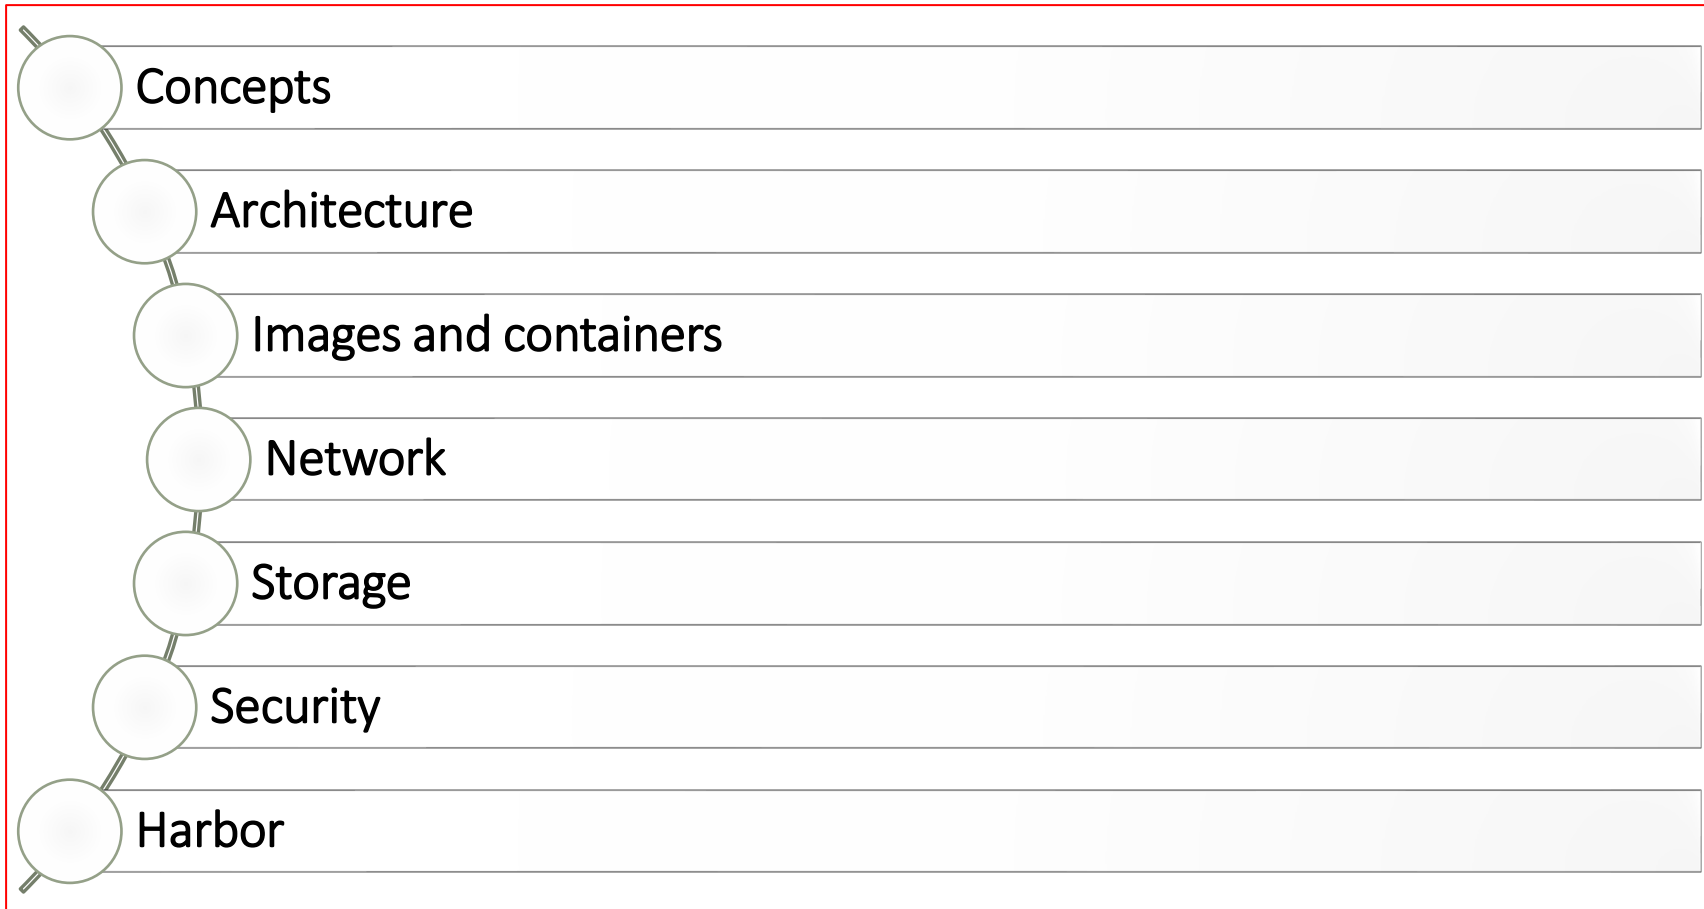 Concepts
Architecture
Images and containers
Network
Storage
Security
Harbor